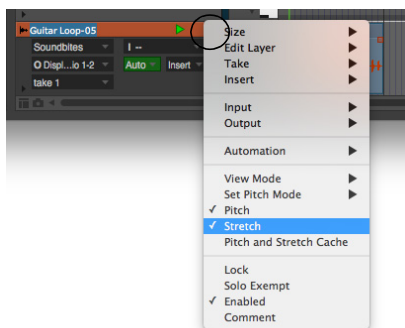 Guitar Loop-05
Soundbites
I --
O Displ...io 1-2
Auto
Insert
take 1
Size
Edit Layer
Take
Insert
Input
Output
Automation
View Mode
Set Pitch Mode
✓ Pitch
✓ Stretch
Pitch and Stretch Cache
Lock
Solo Exempt
✓ Enabled
Comment